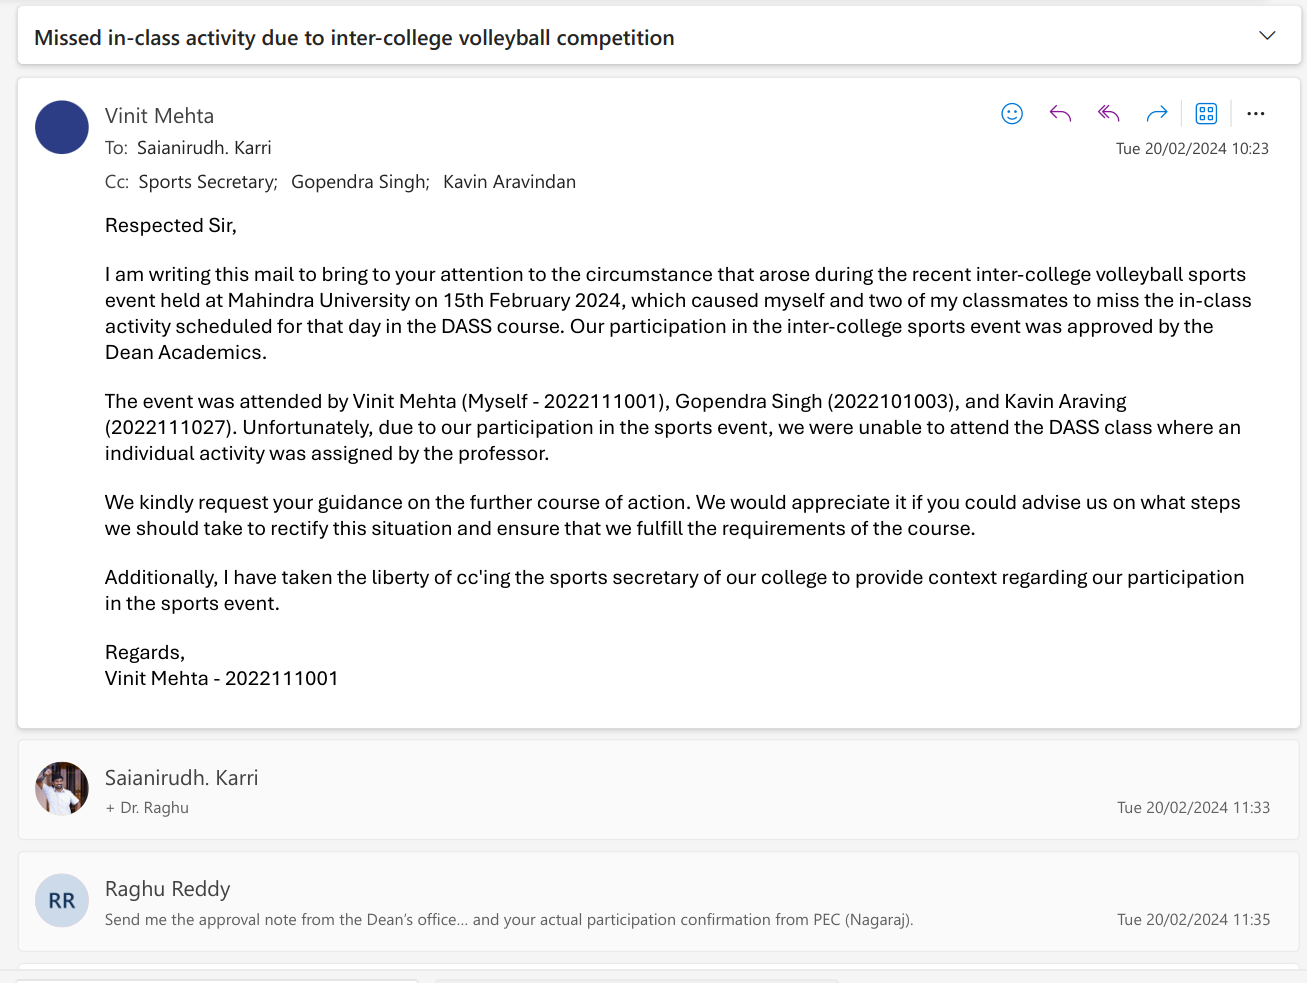 Missed in-class activity due to inter-college volleyball competition
Vinit Mehta
To: Saianirudh. Karri
Tue 20/02/2024 10:23
Cc: Sports Secretary; Gopendra Singh; Kavin Aravindan
Respected Sir,
I am writing this mail to bring to your attention to the circumstance that arose during the recent inter-college volleyball sports
event held at Mahindra University on 15th February 2024, which caused myself and two of my classmates to miss the in-class
activity scheduled for that day in the DASS course. Our participation in the inter-college sports event was approved by the
Dean Academics.
The event was attended by Vinit Mehta (Myself - 2022111001), Gopendra Singh (2022101003), and Kavin Araving
(2022111027). Unfortunately, due to our participation in the sports event, we were unable to attend the DASS class where an
individual activity was assigned by the professor.
We kindly request your guidance on the further course of action. We would appreciate it if you could advise us on what steps
we should take to rectify this situation and ensure that we fulfill the requirements of the course.
Additionally, I have taken the liberty of cc'ing the sports secretary of our college to provide context regarding our participation
in the sports event.
Regards,
Vinit Mehta - 2022111001
Saianirudh. Karri
+ Dr. Raghu
Tue 20/02/2024 11:33
RR
Raghu Reddy
Send me the approval note from the Dean’s office... and your actual participation confirmation from PEC (Nagaraj).
Tue 20/02/2024 11:35